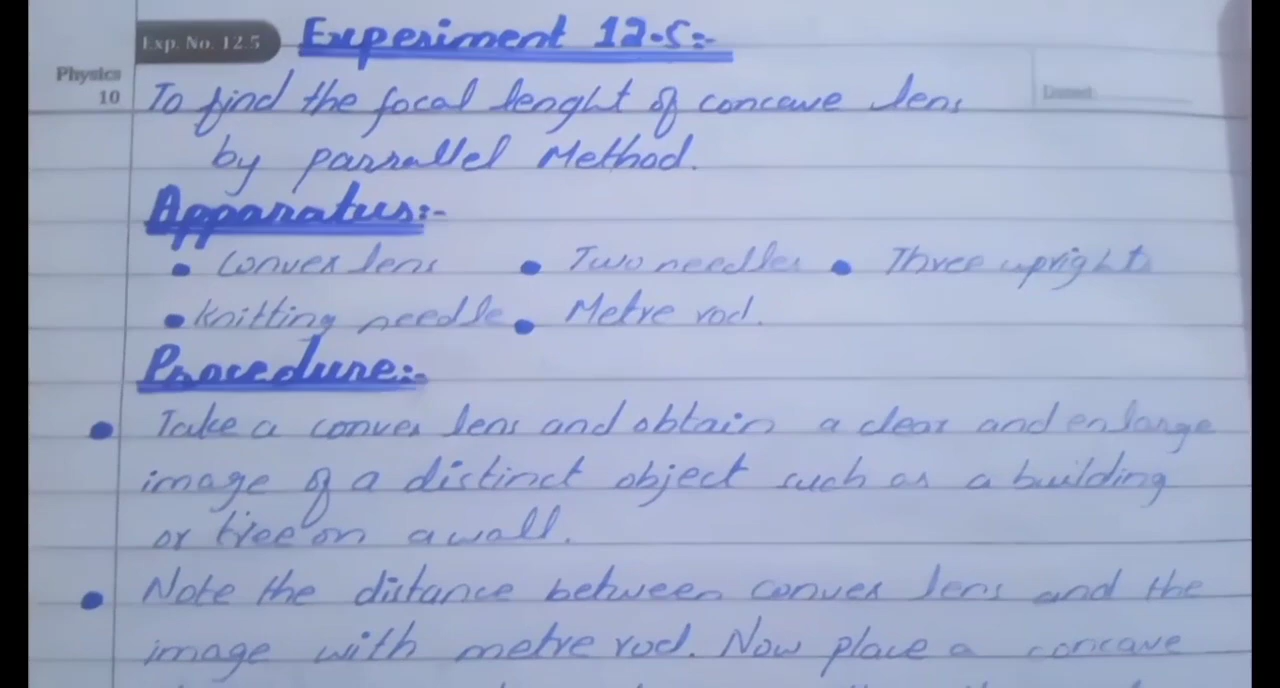 Exp. No. 12.5
Experiment 12.5:-
Physics
10
To find the focal lenght of concave lens
by parrallel Method.
Apparatus:-
• Convex lens • Two needles • Three upright
• Knitting needle • Metre rod.
Procedure:-
• Take a convex lens and obtain a clear and enlarge
image of a distinct object such as a building
or tree on a wall.
• Note the distance between convex lens and the
image with metre rod. Now place a concave